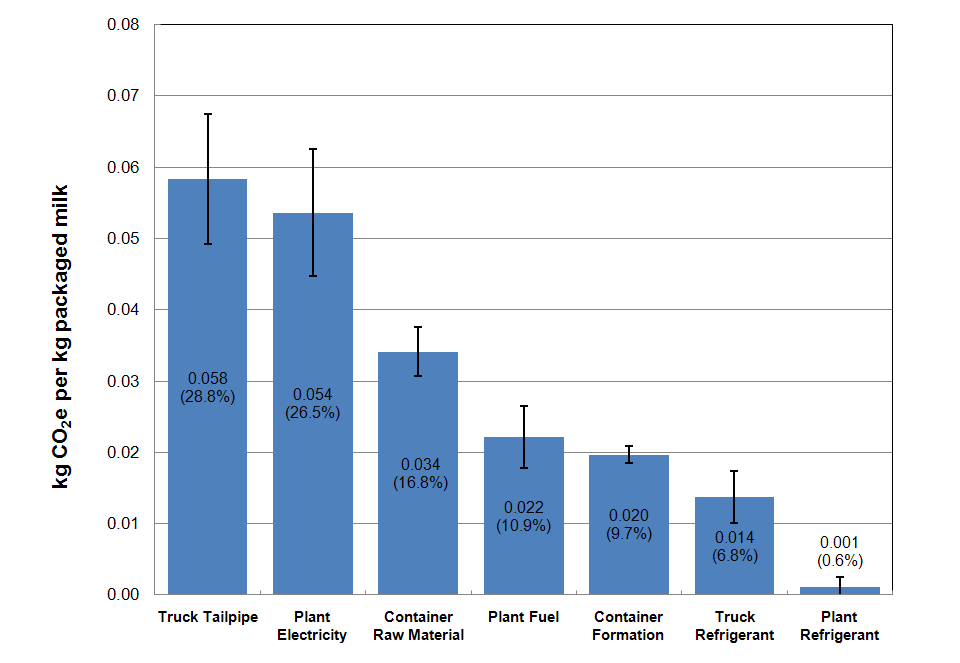 0.08
0.07
0.06
0.05
0.04
0.03
0.02
0.01
0.00
kg CO₂e per kg packaged milk
0.058
(28.8%)
0.054
(26.5%)
0.034
(16.8%)
0.022
(10.9%)
0.020
(9.7%)
0.014
(6.8%)
0.001
(0.6%)
Truck Tailpipe
Plant
Electricity
Container
Raw Material
Plant Fuel
Container
Formation
Truck
Refrigerant
Plant
Refrigerant